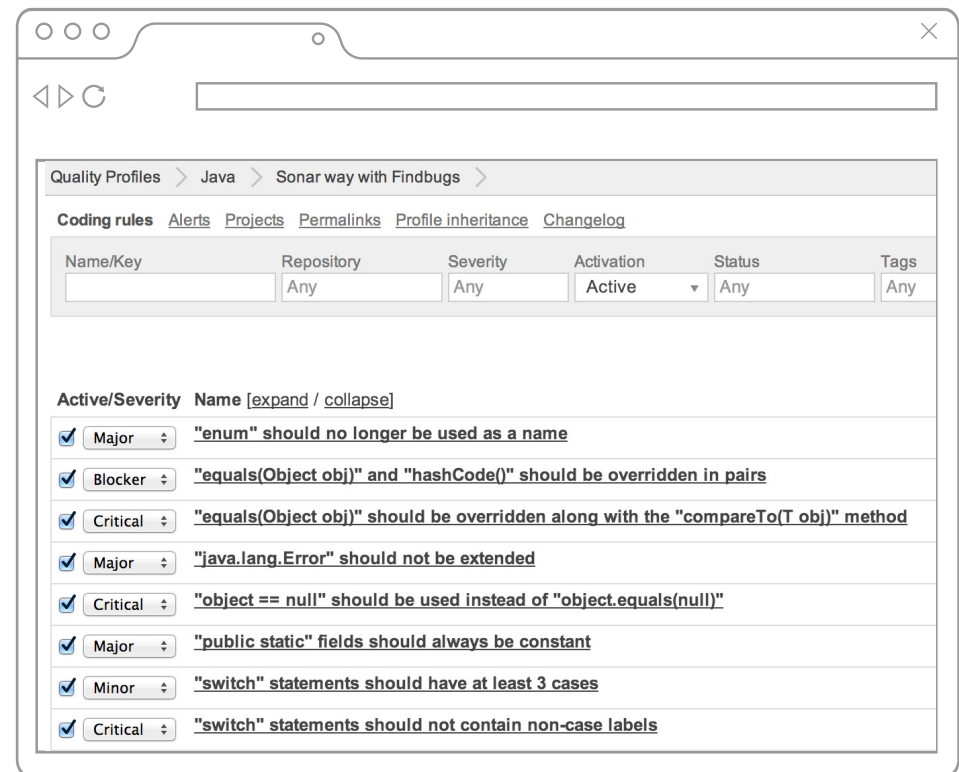 Quality Profiles Java Sonar way with Findbugs
Coding rules Alerts Projects Permalinks Profile inheritance Changelog
Name/Key Repository Severity Activation Status Tags
Any Any Active Any Any
Active/Severity Name [expand / collapse]
Major "enum" should no longer be used as a name
Blocker "equals(Object obj)" and "hashCode()" should be overridden in pairs
Critical "equals(Object obj)" should be overridden along with the "compareTo(T obj)" method
Major "java.lang.Error" should not be extended
Critical "object == null" should be used instead of "object.equals(null)"
Major "public static" fields should always be constant
Minor "switch" statements should have at least 3 cases
Critical "switch" statements should not contain non-case labels